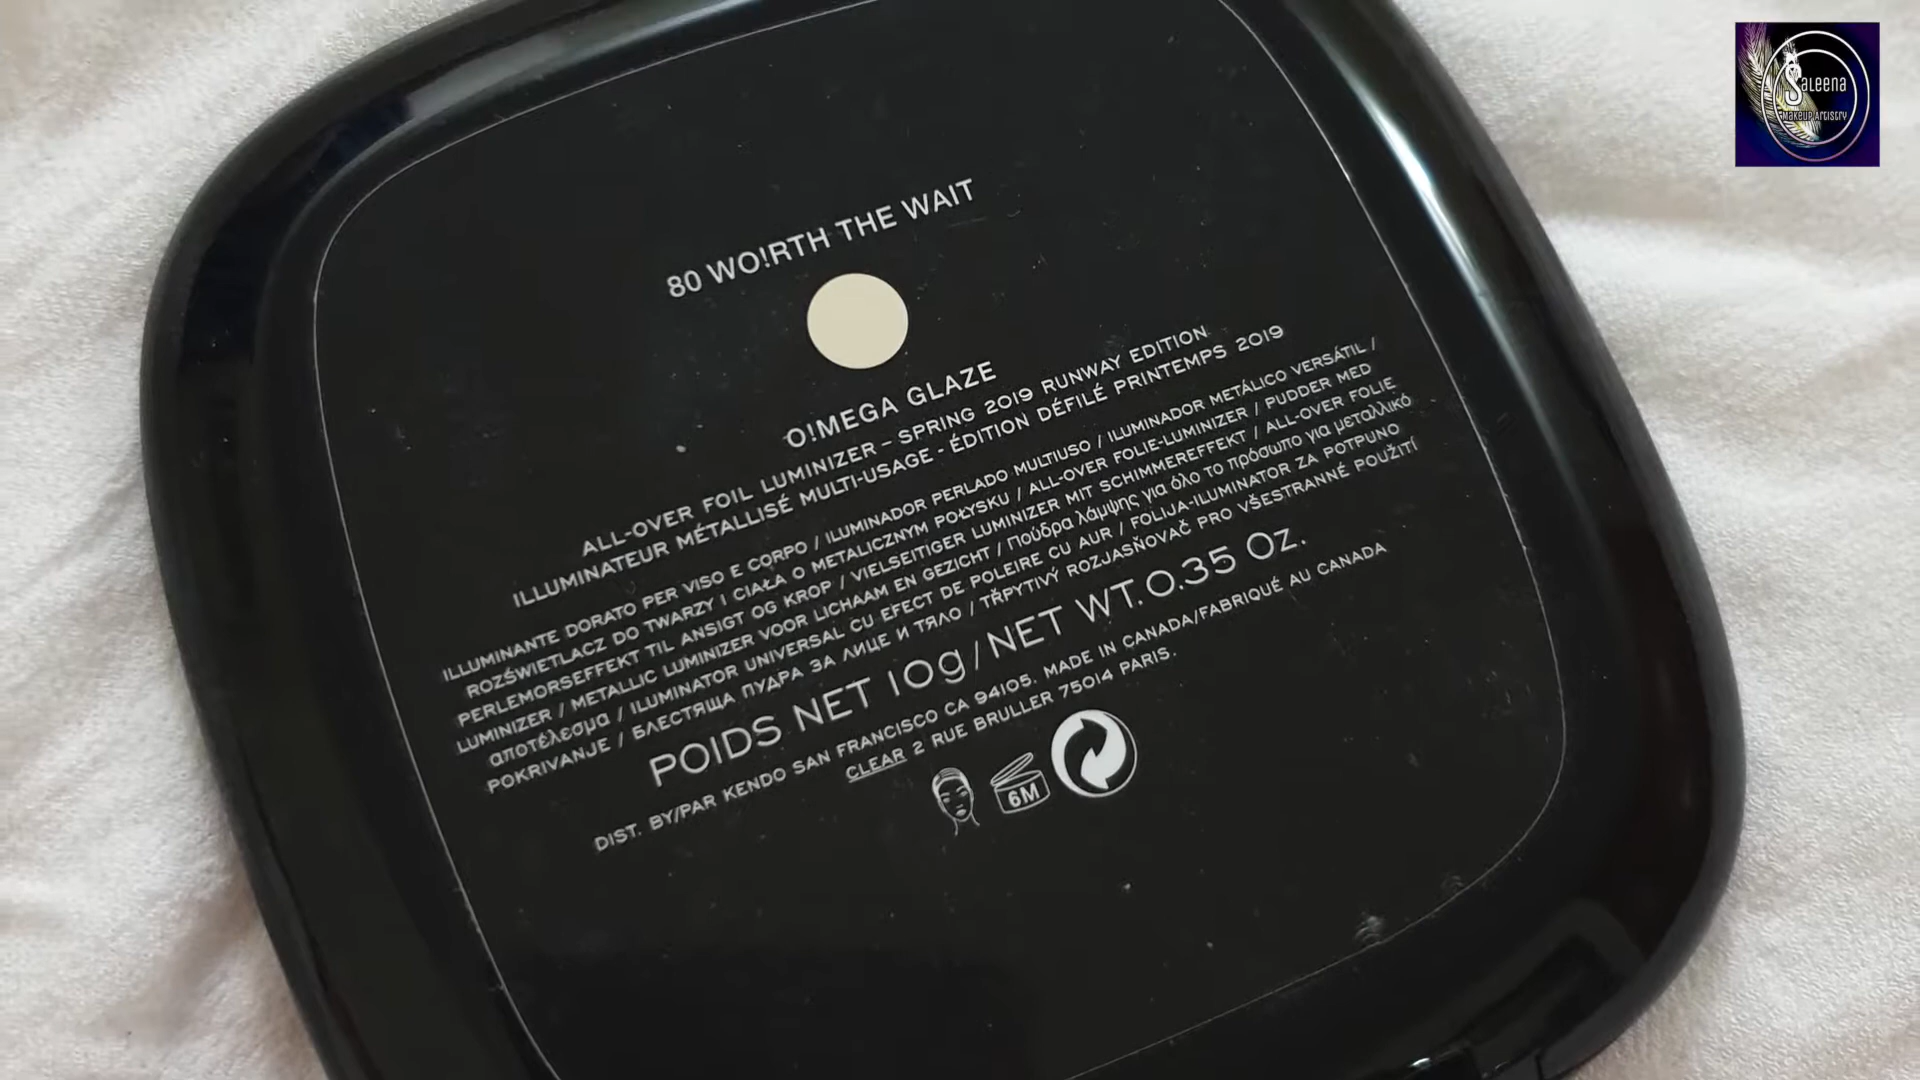 80 WO!RTH THE WAIT
O!MEGA GLAZE
ALL-OVER FOIL LUMINIZER – SPRING 2019 RUNWAY EDITION
ILLUMINATEUR MÉTALLISÉ MULTI-USAGE - ÉDITION DÉFILÉ PRINTEMPS 2019
ILLUMINANTE DORATO PER VISO E CORPO / ILUMINADOR PERLADO MULTIUSO / ILUMINADOR METÁLICO VERSÁTIL /
ROZŚWIETLACZ DO TWARZY I CIAŁA O METALICZNYM POŁYSKU / ALL-OVER FOLIE-LUMINIZER / PUDDER MED
PERLEMORSEFFEKT TIL ANSIGT OG KROP / VIELSEITIGER LUMINIZER MIT SCHIMMEREFFEKT / ALL-OVER FOLIE
LUMINIZER / METALLIC LUMINIZER VOOR LICHAAM EN GEZICHT / Πούδρα λάμψης για όλο το πρόσωπο για μεταλλικό
αποτέλεσμα / ILUMINATOR UNIVERSAL CU EFECT DE POLEIRE CU AUR / FOLIJA-ILUMINATOR ZA POTPUNO
POKRIVANJE / БЛЕСТЯЩА ПУДРА ЗА ЛИЦЕ И ТЯЛО / TŘPYTIVÝ ROZJASŇOVAČ PRO VŠESTRANNÉ POUŽITÍ
POIDS NET 10g / NET WT. 0.35 Oz.
DIST. BY/PAR KENDO SAN FRANCISCO CA 94105. MADE IN CANADA/FABRIQUÉ AU CANADA
CLEAR 2 RUE BRULLER 75014 PARIS.
6M
Saleena
Makeup Artistry